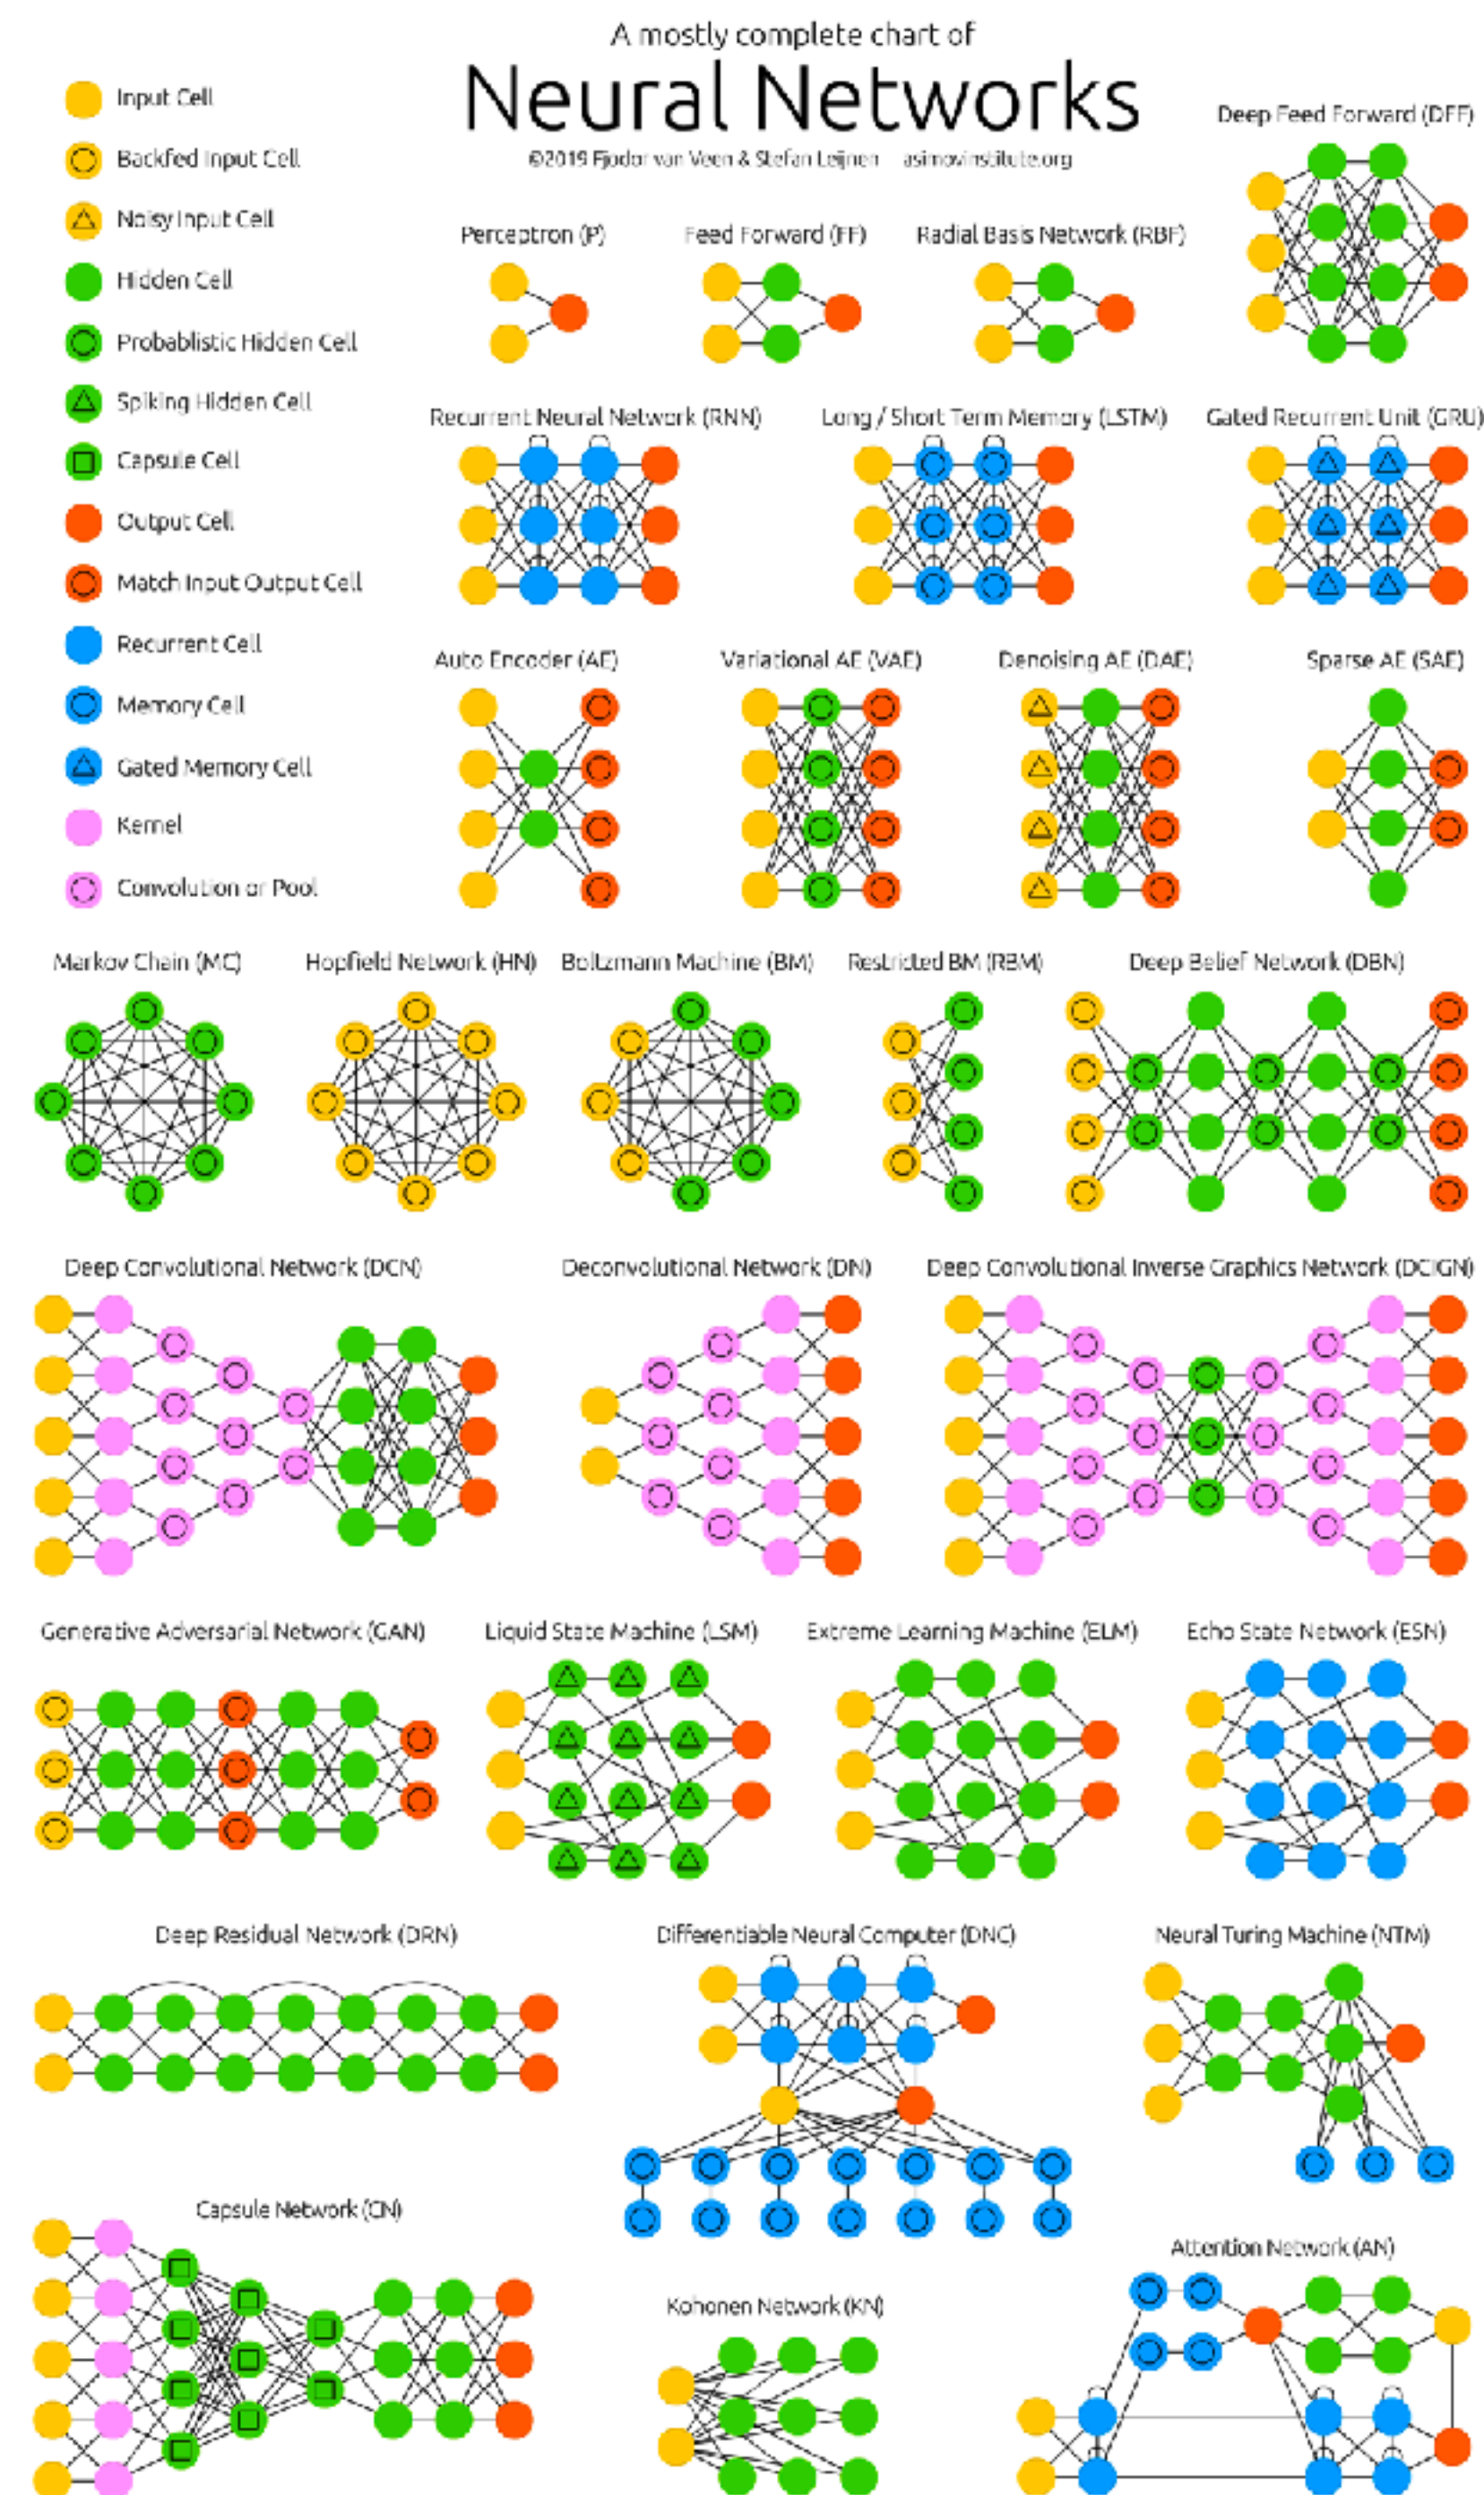 A mostly complete chart of
Neural Networks
©2019 Fjodor van Veen & Stefan Leijnen asimovinstitute.org
Input Cell
Backfed Input Cell
Noisy Input Cell
Hidden Cell
Probablistic Hidden Cell
Spiking Hidden Cell
Capsule Cell
Output Cell
Match Input Output Cell
Recurrent Cell
Memory Cell
Gated Memory Cell
Kernel
Convolution or Pool
Deep Feed Forward (DFF)
Perceptron (P) Feed Forward (FF) Radial Basis Network (RBF)
Recurrent Neural Network (RNN) Long / Short Term Memory (LSTM) Gated Recurrent Unit (GRU)
Auto Encoder (AE) Variational AE (VAE) Denoising AE (DAE) Sparse AE (SAE)
Markov Chain (MC) Hopfield Network (HN) Boltzmann Machine (BM) Restricted BM (RBM) Deep Belief Network (DBN)
Deep Convolutional Network (DCN) Deconvolutional Network (DN) Deep Convolutional Inverse Graphics Network (DCIGN)
Generative Adversarial Network (GAN) Liquid State Machine (LSM) Extreme Learning Machine (ELM) Echo State Network (ESN)
Deep Residual Network (DRN) Differentiable Neural Computer (DNC) Neural Turing Machine (NTM)
Capsule Network (CN)
Attention Network (AN)
Kohonen Network (KN)